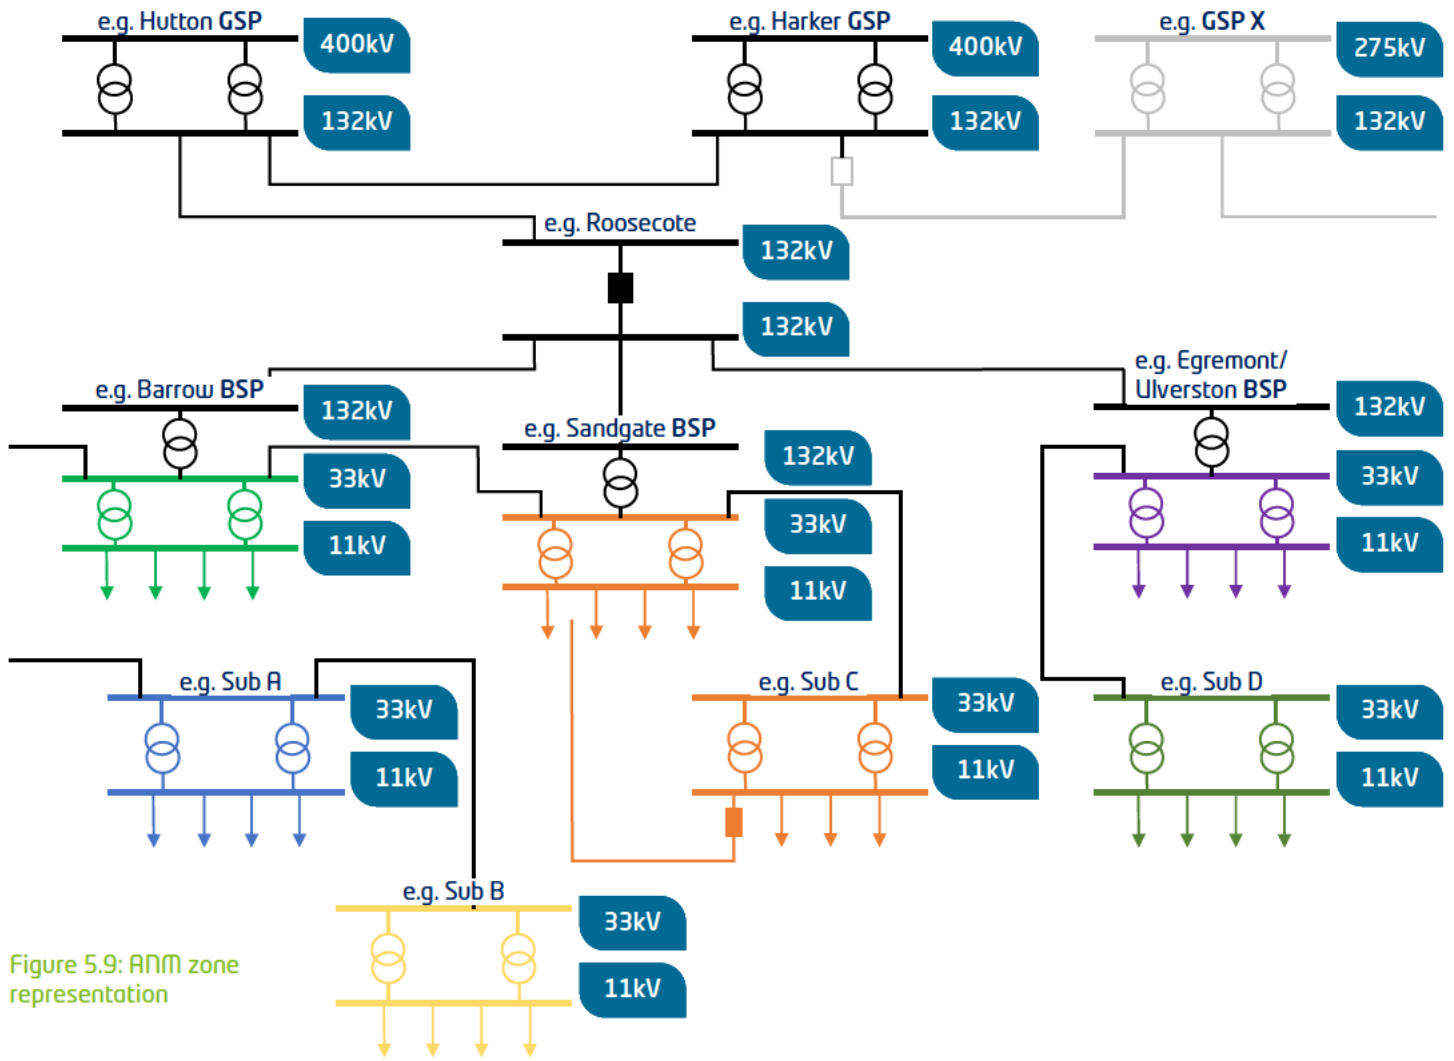 e.g. Hutton GSP
400kV
132kV
e.g. Harker GSP
400kV
132kV
e.g. GSP X
275kV
132kV
e.g. Roosecote
132kV
132kV
e.g. Barrow BSP
132kV
33kV
11kV
e.g. Sandgate BSP
132kV
33kV
11kV
e.g. Egremont/
Ulverston BSP
132kV
33kV
11kV
e.g. Sub A
33kV
11kV
e.g. Sub C
33kV
11kV
e.g. Sub D
33kV
11kV
e.g. Sub B
33kV
11kV
Figure 5.9: ANM zone
representation